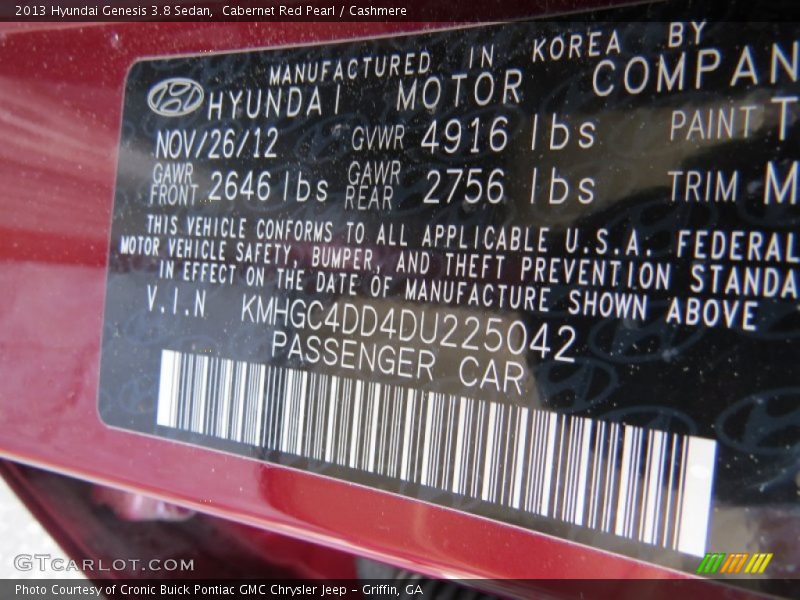 2013 Hyundai Genesis 3.8 Sedan, Cabernet Red Pearl / Cashmere
MANUFACTURED IN KOREA BY
HYUNDAI MOTOR COMPAN
NOV/26/12 GVWR 4916 lbs PAINT T
GAWR FRONT 2646 lbs GAWR REAR 2756 lbs TRIM M
THIS VEHICLE CONFORMS TO ALL APPLICABLE U.S.A. FEDERAL
MOTOR VEHICLE SAFETY, BUMPER, AND THEFT PREVENTION STANDA
IN EFFECT ON THE DATE OF MANUFACTURE SHOWN ABOVE
V.I.N KMHGC4DD4DU225042
PASSENGER CAR
GTCARLOT.COM
Photo Courtesy of Cronic Buick Pontiac GMC Chrysler Jeep - Griffin, GA